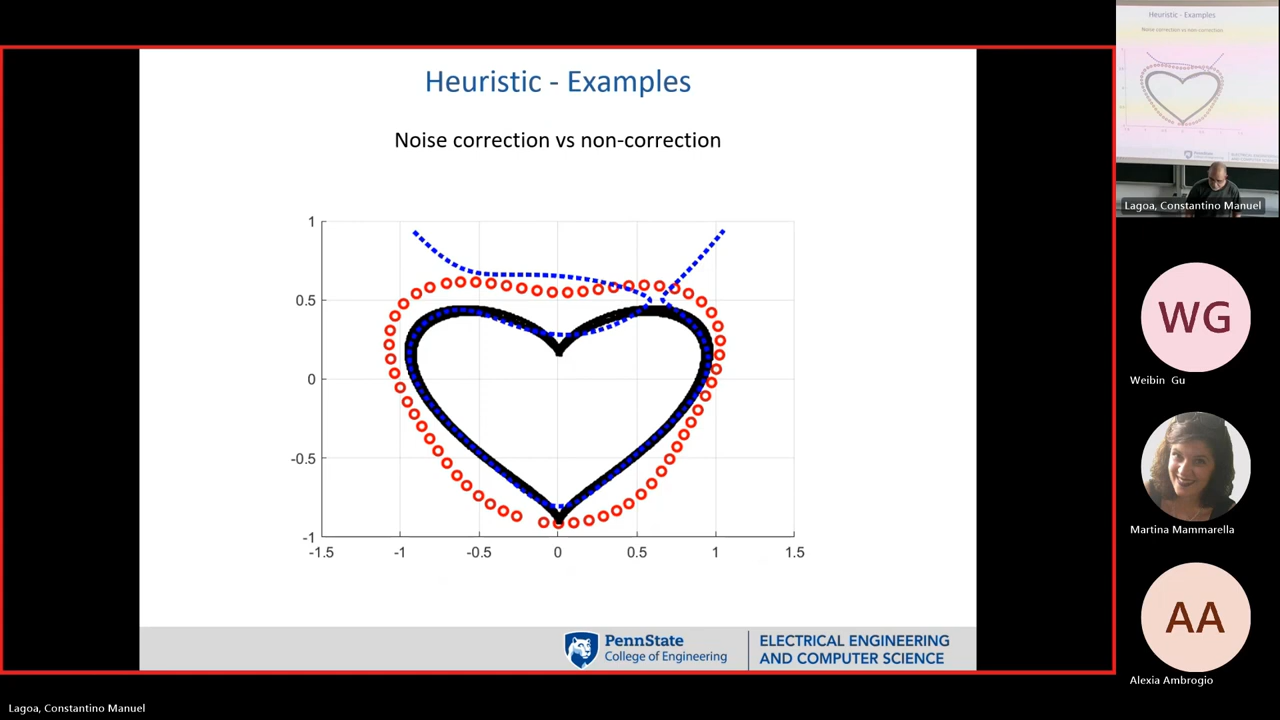 Heuristic - Examples
Noise correction vs non-correction
1
0.5
0
-0.5
-1
-1.5
-1
-0.5
0
0.5
1
1.5
PennState
College of Engineering
ELECTRICAL ENGINEERING
AND COMPUTER SCIENCE
Heuristic - Examples
Noise correction vs non-correction
Lagoa, Constantino Manuel
WG
Weibin Gu
Martina Mammarella
AA
Alexia Ambrogio
Lagoa, Constantino Manuel